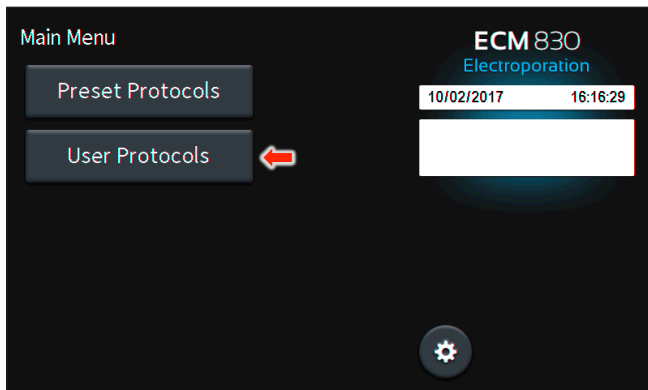 Main Menu
Preset Protocols
User Protocols
ECM 830
Electroporation
10/02/2017 16:16:29